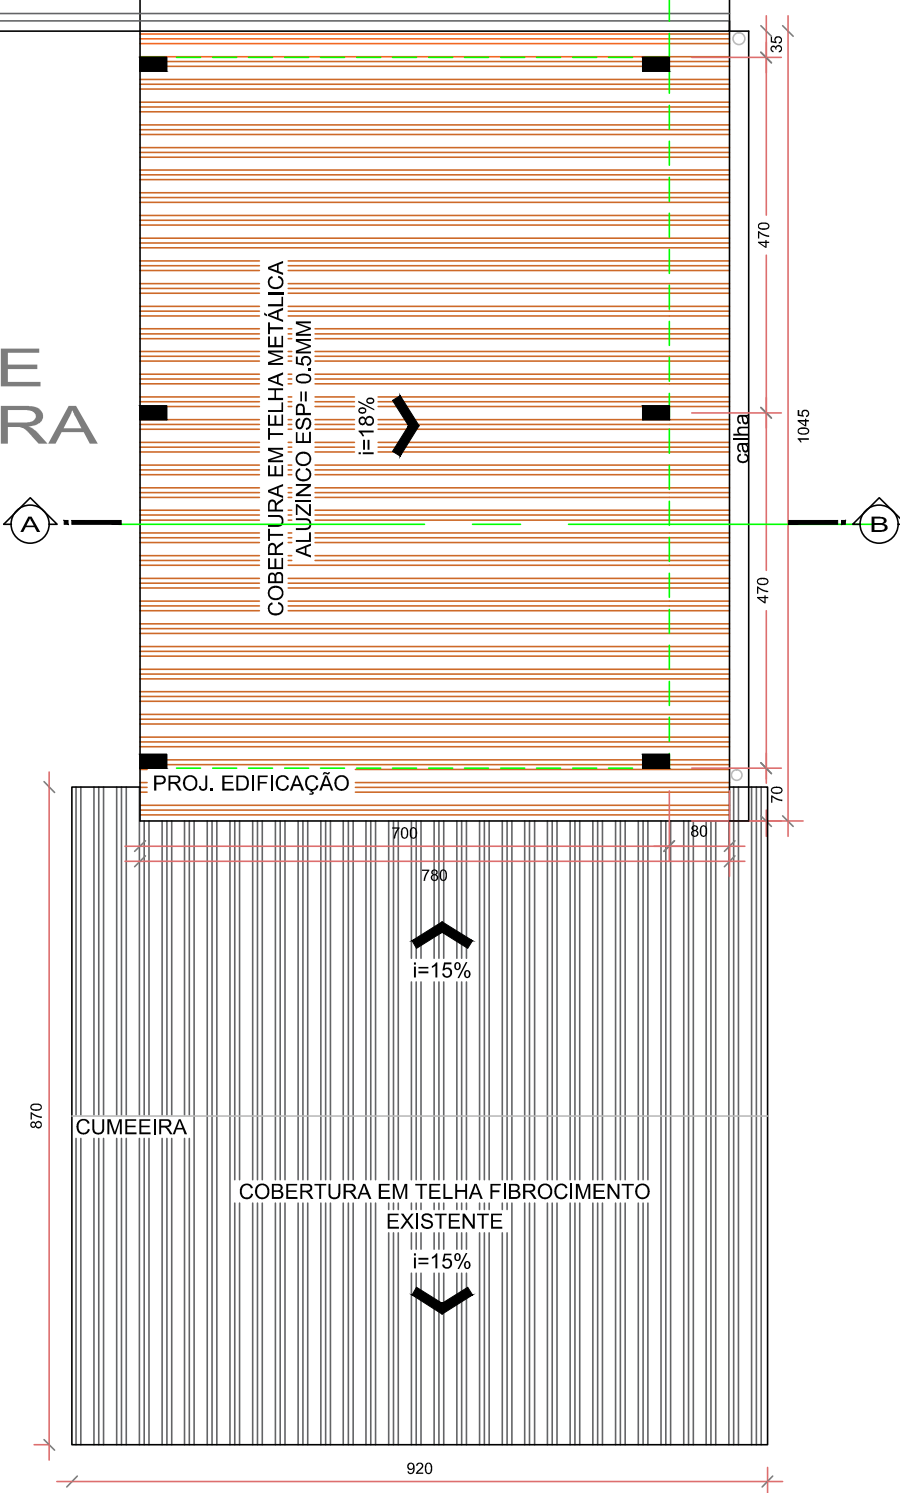 35
470
E
RA
COBERTURA EM TELHA METÁLICA
ALUZINCO ESP= 0.5MM
i=18%
calha
1045
A
B
470
PROJ. EDIFICAÇÃO
70
700
80
780
i=15%
870
CUMEEIRA
COBERTURA EM TELHA FIBROCIMENTO
EXISTENTE
i=15%
920